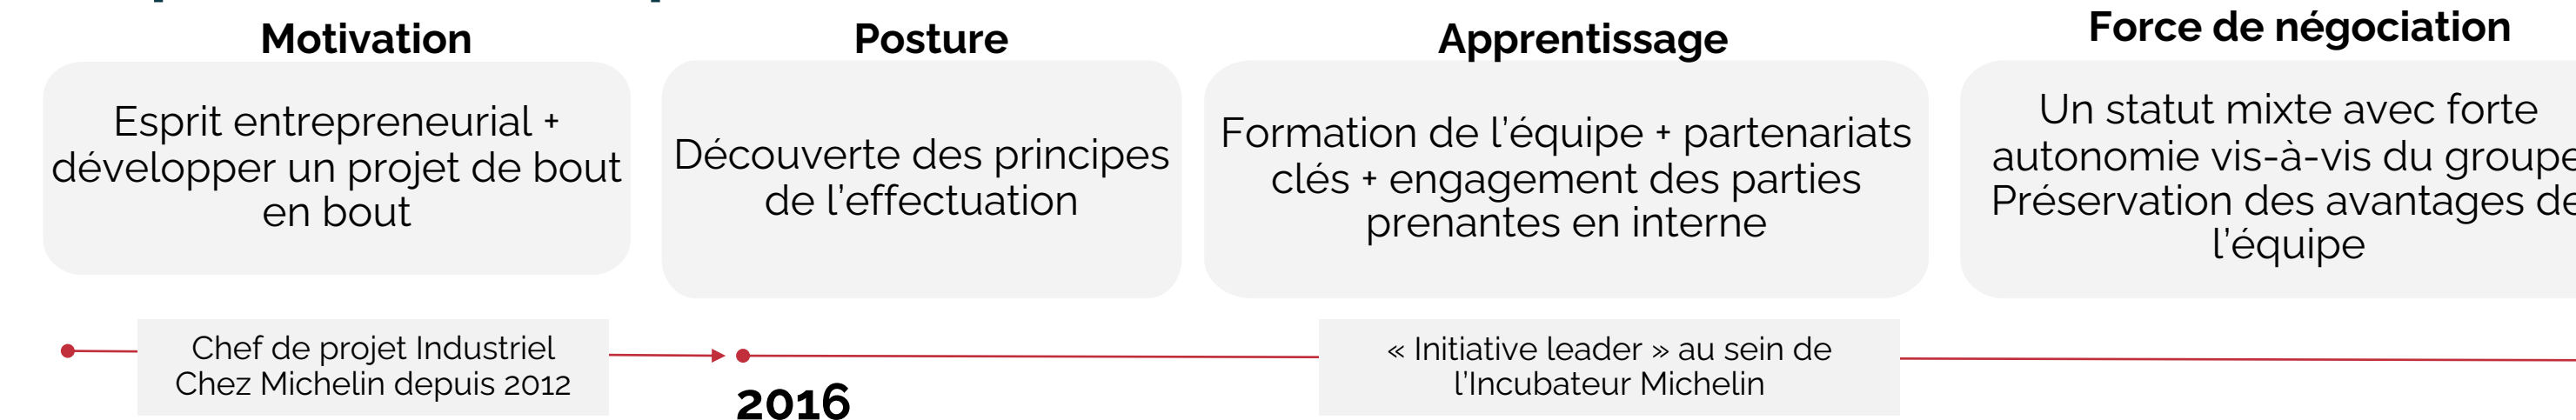 Motivation
Esprit entrepreneurial +
développer un projet de bout
en bout
Posture
Découverte des principes
de l’effectuation
Apprentissage
Formation de l’équipe + partenariats
clés + engagement des parties
prenantes en interne
Force de négociation
Un statut mixte avec forte
autonomie vis-à-vis du groupe
Préservation des avantages de
l’équipe
Chef de projet Industriel
Chez Michelin depuis 2012
2016
« Initiative leader » au sein de
l’Incubateur Michelin